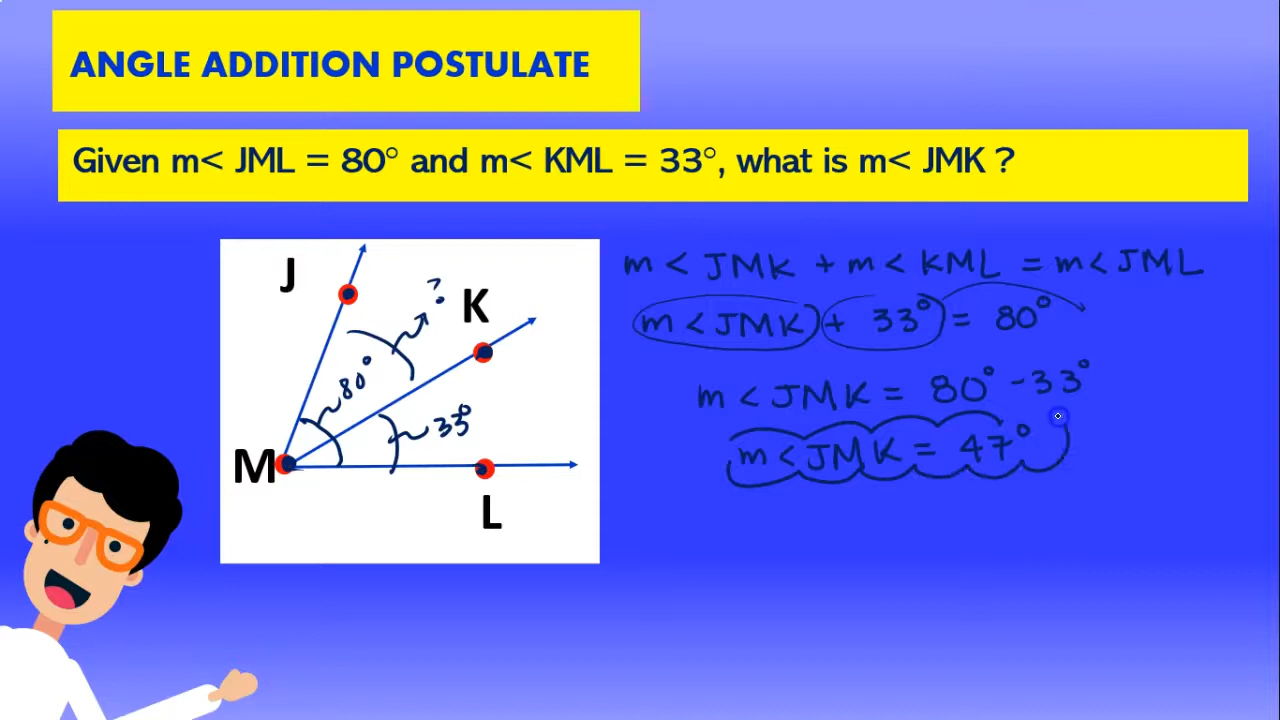 ANGLE ADDITION POSTULATE
Given m< JML = 80° and m< KML = 33°, what is m< JMK ?
J
K
M
L
?
80°
33°
m < JMK + m < KML = m < JML
m < JMK + 33° = 80°
m < JMK = 80° - 33°
m < JMK = 47°